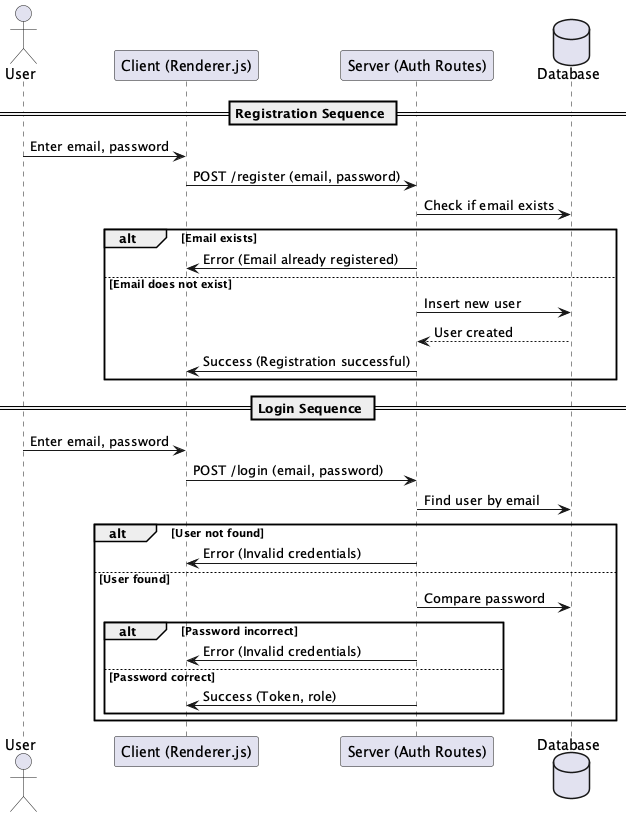 User
Client (Renderer.js)
Server (Auth Routes)
Database
Registration Sequence
Enter email, password
POST /register (email, password)
Check if email exists
alt
[Email exists]
Error (Email already registered)
[Email does not exist]
Insert new user
User created
Success (Registration successful)
Login Sequence
Enter email, password
POST /login (email, password)
Find user by email
alt
[User not found]
Error (Invalid credentials)
[User found]
Compare password
alt
[Password incorrect]
Error (Invalid credentials)
[Password correct]
Success (Token, role)
User
Client (Renderer.js)
Server (Auth Routes)
Database